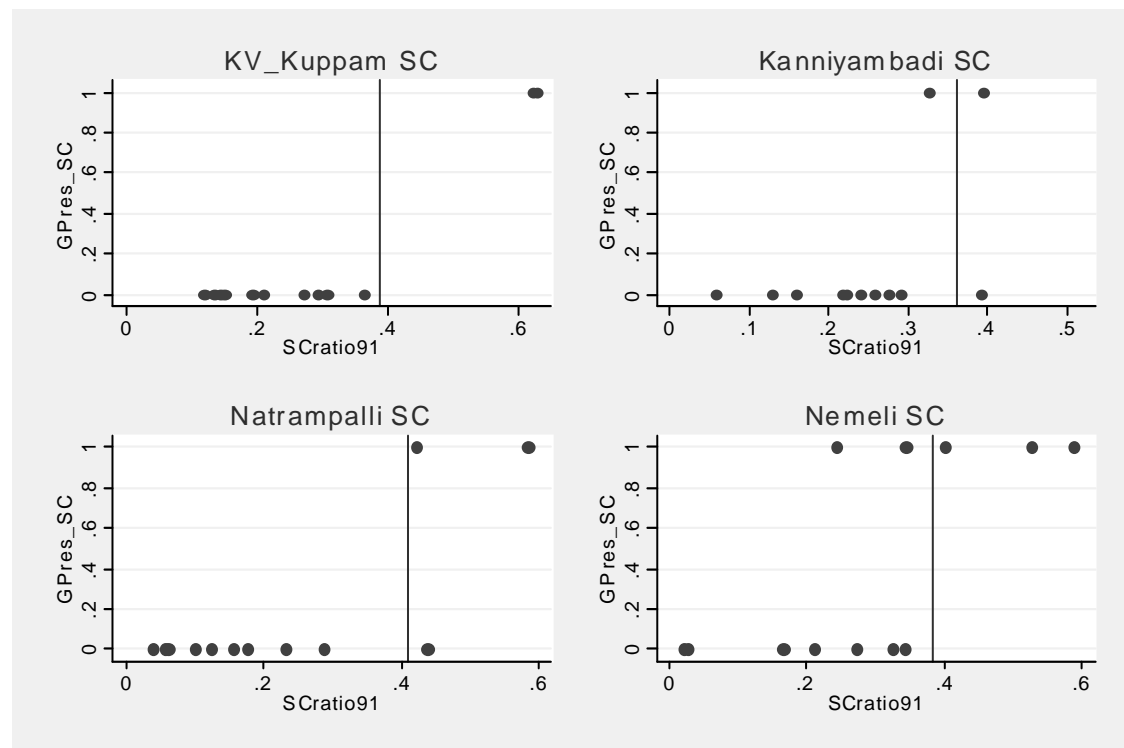 KV_Kuppam SC
GPres_SC
1
.8
.6
.4
.2
0
0 .2 .4 .6
SCratio91
Kanniyambadi SC
GPres_SC
1
.8
.6
.4
.2
0
0 .1 .2 .3 .4 .5
SCratio91
Natrampalli SC
GPres_SC
1
.8
.6
.4
.2
0
0 .2 .4 .6
SCratio91
Nemeli SC
GPres_SC
1
.8
.6
.4
.2
0
0 .2 .4 .6
SCratio91